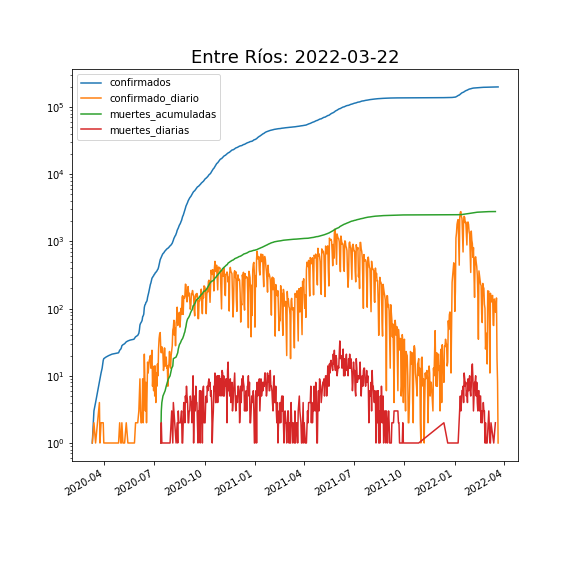 Entre Ríos: 2022-03-22
confirmados
confirmado_diario
muertes_acumuladas
muertes_diarias
10^5
10^4
10^3
10^2
10^1
10^0
2020-04 2020-07 2020-10 2021-01 2021-04 2021-07 2021-10 2022-01 2022-04